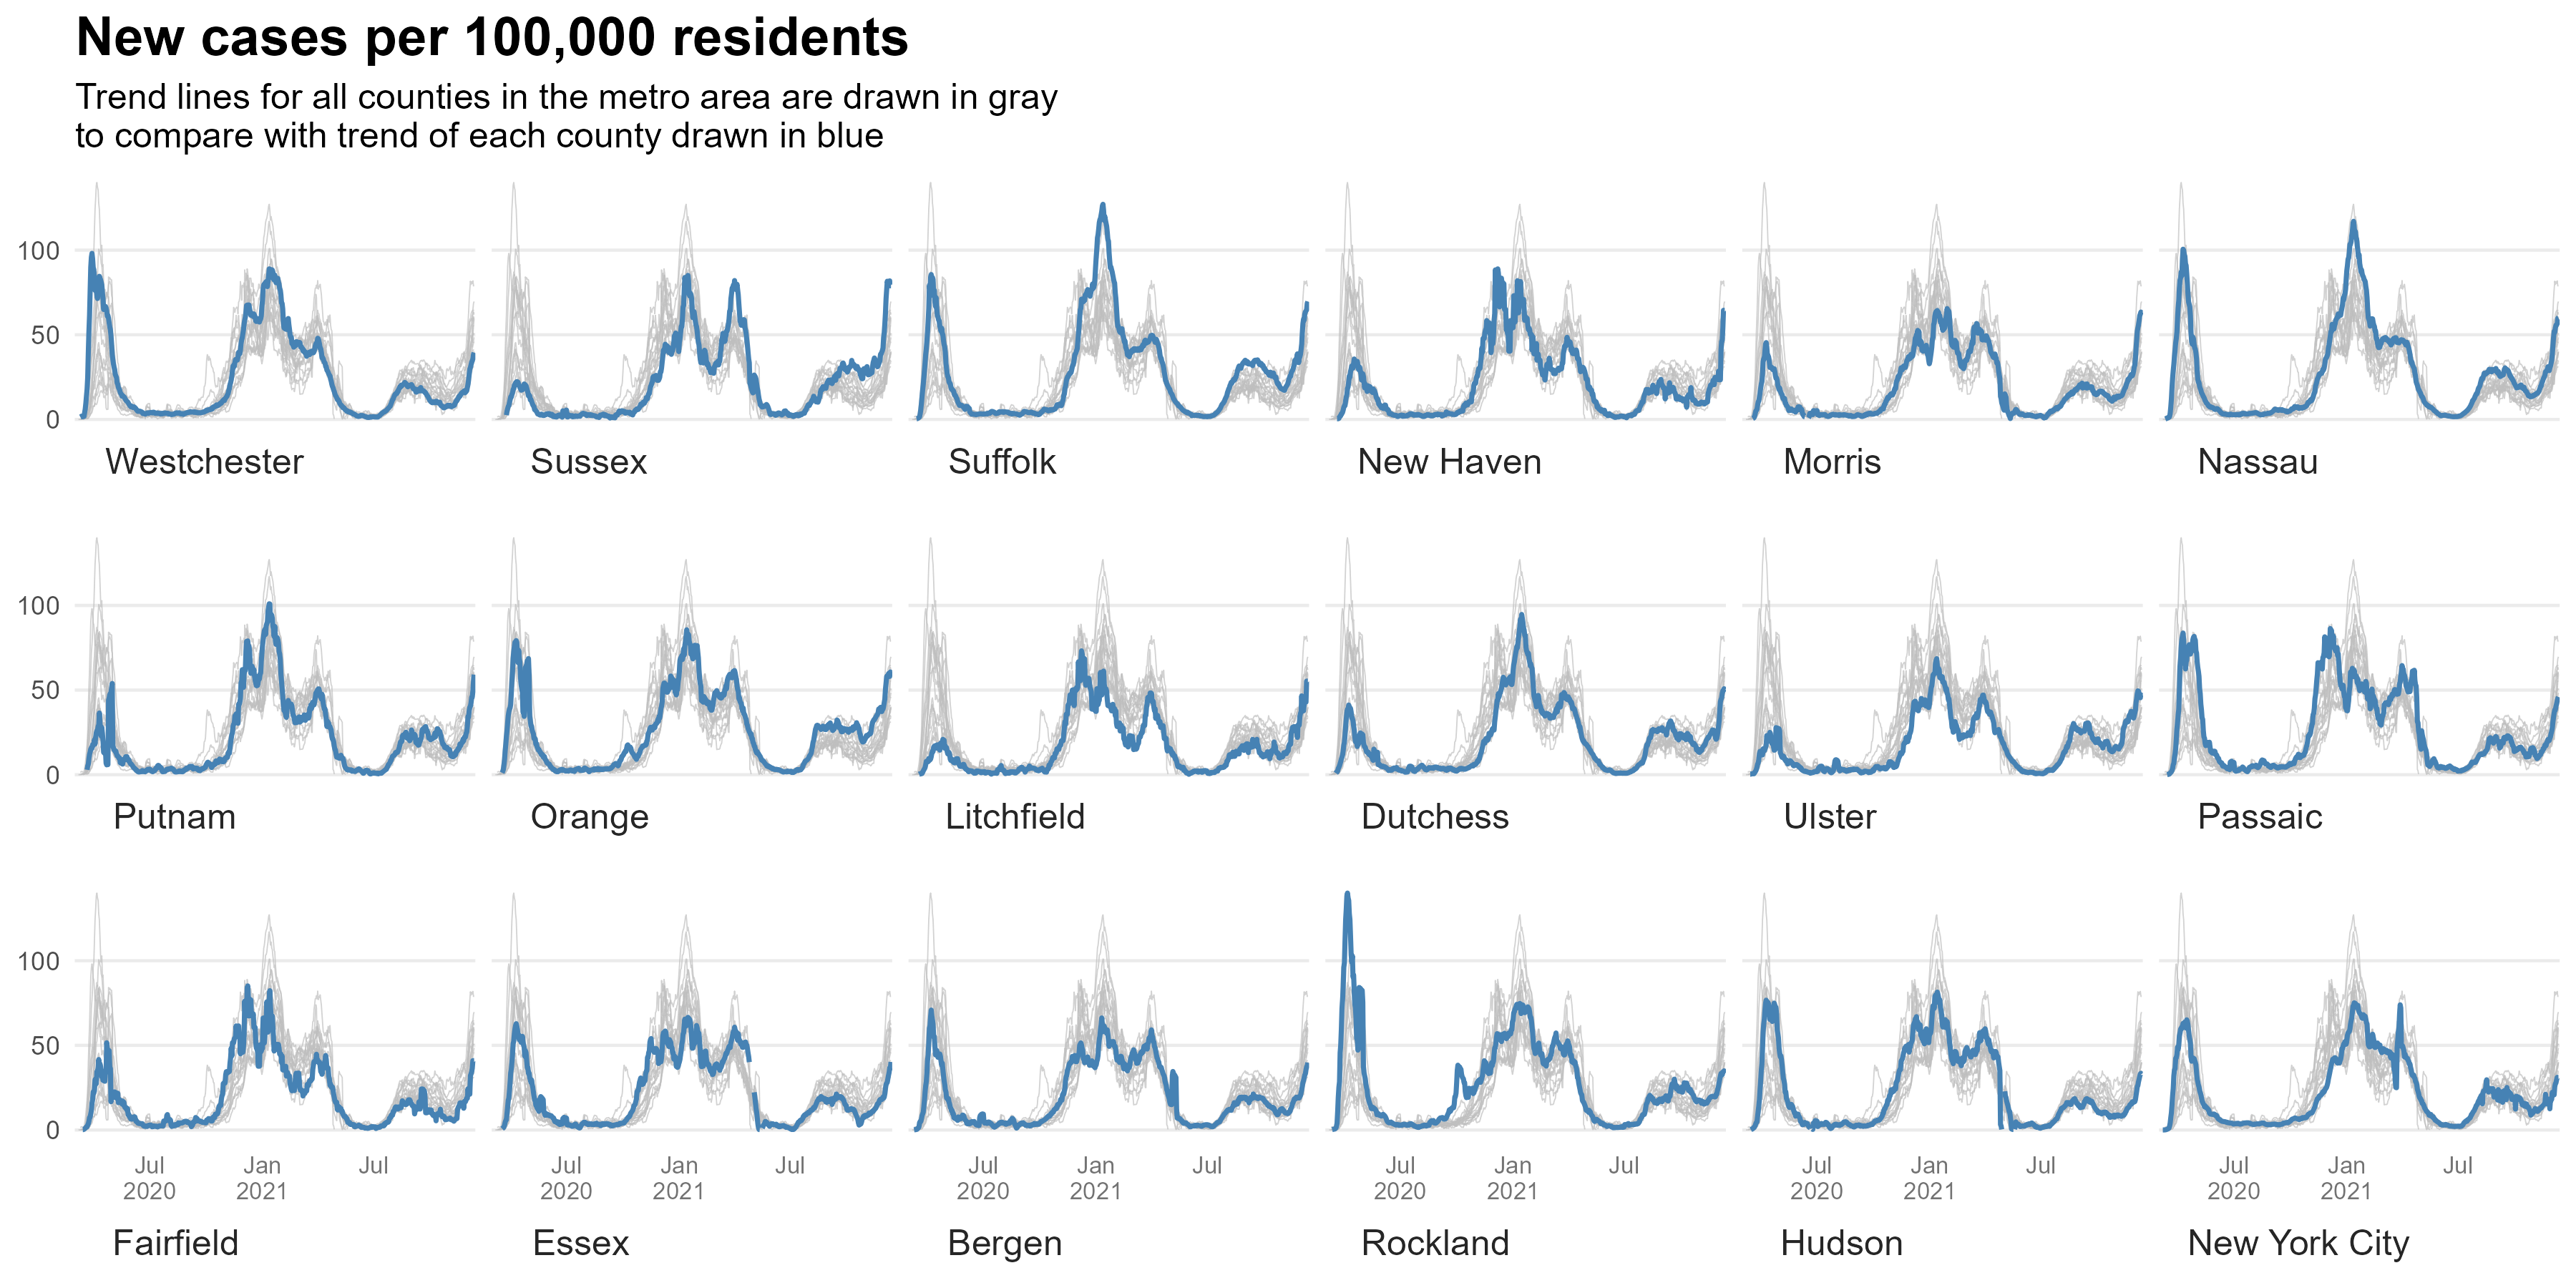 New cases per 100,000 residents
Trend lines for all counties in the metro area are drawn in gray
to compare with trend of each county drawn in blue
100
50
0
Westchester Sussex Suffolk New Haven Morris Nassau
100
50
0
Putnam Orange Litchfield Dutchess Ulster Passaic
100
50
0
Jul Jan Jul Jul Jan Jul Jul Jan Jul Jul Jan Jul Jul Jan Jul Jul Jan Jul
2020 2021 2020 2021 2020 2021 2020 2021 2020 2021 2020 2021
Fairfield Essex Bergen Rockland Hudson New York City